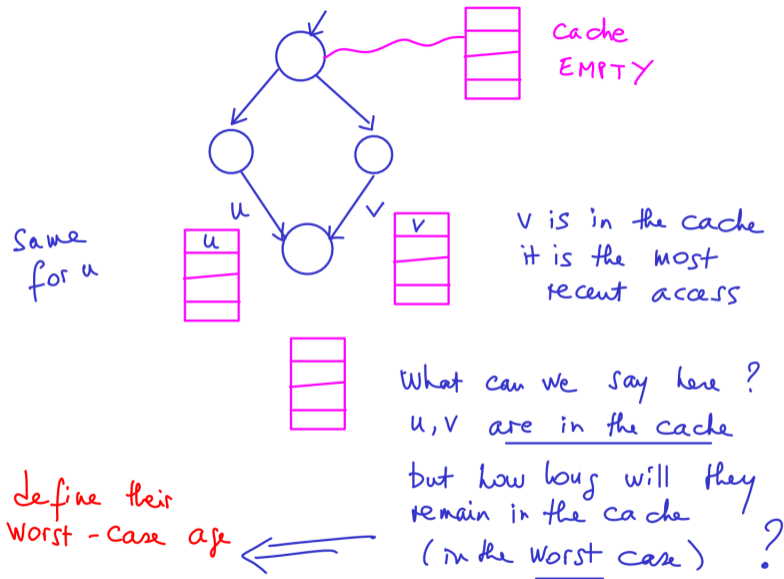 Cache
EMPTY
u
v
Same
for u
u
v
v is in the cache
it is the most
recent access
What can we say here ?
u, v are in the cache
but how long will they
remain in the cache
(in the worst case) ?
define their
worst - case age